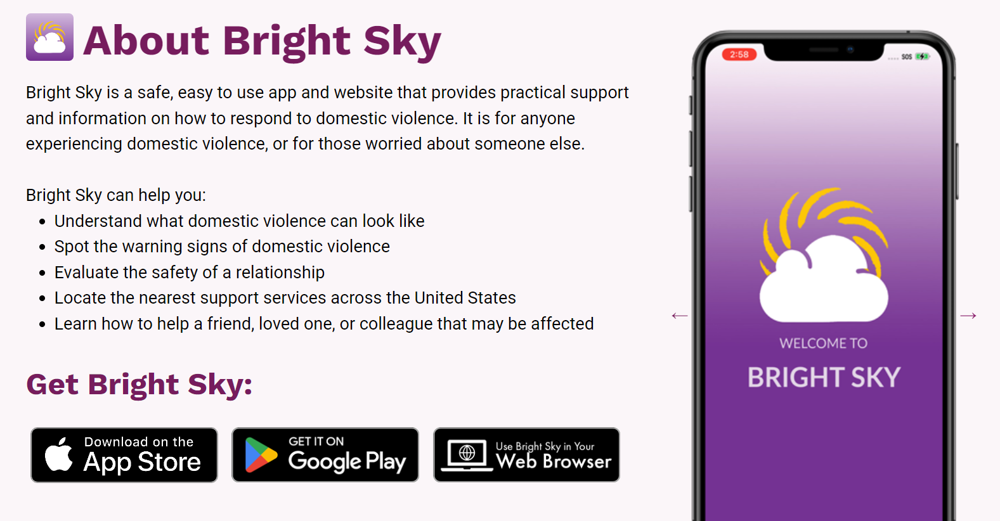 About Bright Sky
Bright Sky is a safe, easy to use app and website that provides practical support
and information on how to respond to domestic violence. It is for anyone
experiencing domestic violence, or for those worried about someone else.
Bright Sky can help you:
• Understand what domestic violence can look like
• Spot the warning signs of domestic violence
• Evaluate the safety of a relationship
• Locate the nearest support services across the United States
• Learn how to help a friend, loved one, or colleague that may be affected
Get Bright Sky:
Download on the
App Store
GET IT ON
Google Play
Use Bright Sky in Your
Web Browser
2:58
SOS
←
→
WELCOME TO
BRIGHT SKY